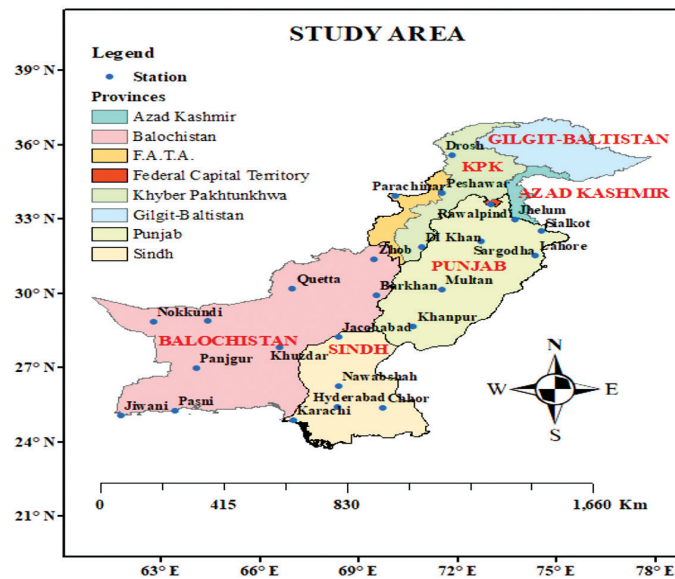 STUDY AREA
Legend
Station
Provinces
Azad Kashmir
Balochistan
F.A.T.A.
Federal Capital Territory
Khyber Pakhtunkhwa
Gilgit-Baltistan
Punjab
Sindh
39° N
36° N
33° N
30° N
27° N
24° N
21° N
GILGIT-BALTISTAN
Drosh
KPK
Parachinar
Peshawar
AZAD KASHMIR
Rawalpindi
Jhelum
Sialkot
DI Khan
Sargodha
Lahore
Zhob
PUNJAB
Quetta
Barkhan
Multan
Nokkundi
Khanpur
Jacobabad
BALOCHISTAN
SINDH
Khuzdar
Panjgur
Nawabshah
Jiwani
Pasni
Hyderabad
Chhor
Karachi
N
W
E
S
0 415 830 1,660 Km
63° E 66° E 69° E 72° E 75° E 78° E